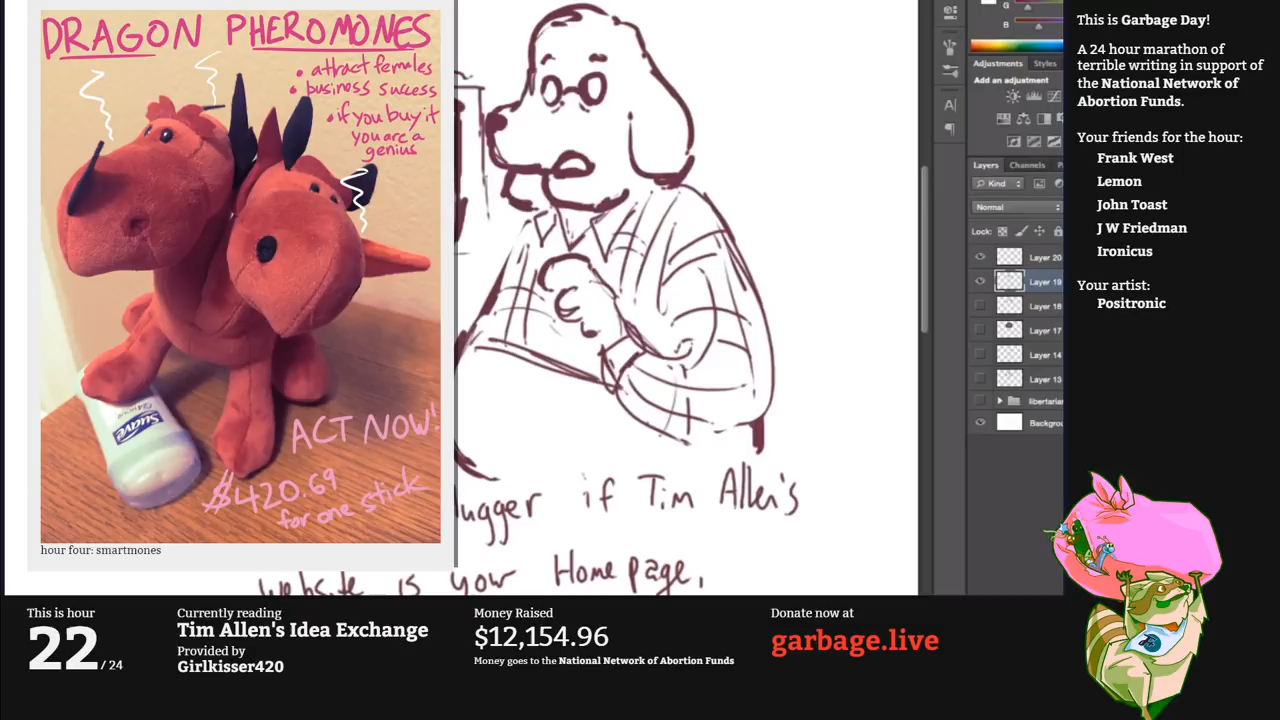 DRAGON PHEROMONES
• attract females
• business success
• if you buy it
you are a
genius
Suave
ACT NOW!
$420.69
for one stick
hour four: smartmones
if Tim Allen's
website is your Homepage,
G
B
Adjustments Styles
Add an adjustment
A
Layers Channels
Kind
Normal
Lock:
Layer 20
Layer 19
Layer 18
Layer 17
Layer 14
Layer 13
libertarian
Backgrou
This is Garbage Day!
A 24 hour marathon of
terrible writing in support of
the National Network of
Abortion Funds.
Your friends for the hour:
Frank West
Lemon
John Toast
J W Friedman
Ironicus
Your artist:
Positronic
This is hour
22 / 24
Currently reading
Tim Allen's Idea Exchange
Provided by
Girlkisser420
Money Raised
$12,154.96
Money goes to the National Network of Abortion Funds
Donate now at
garbage.live